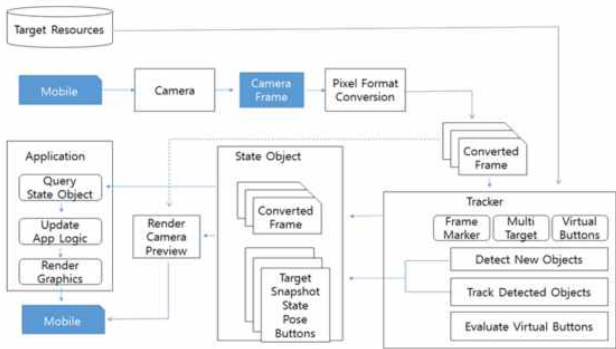 Target Resources
Mobile
Camera
Camera
Frame
Pixel Format
Conversion
Converted
Frame
Application
Query
State Object
Update
App Logic
Render
Graphics
Mobile
Render
Camera
Preview
State Object
Converted
Frame
Target
Snapshot
State
Pose
Buttons
Tracker
Frame
Marker
Multi
Target
Virtual
Buttons
Detect New Objects
Track Detected Objects
Evaluate Virtual Buttons